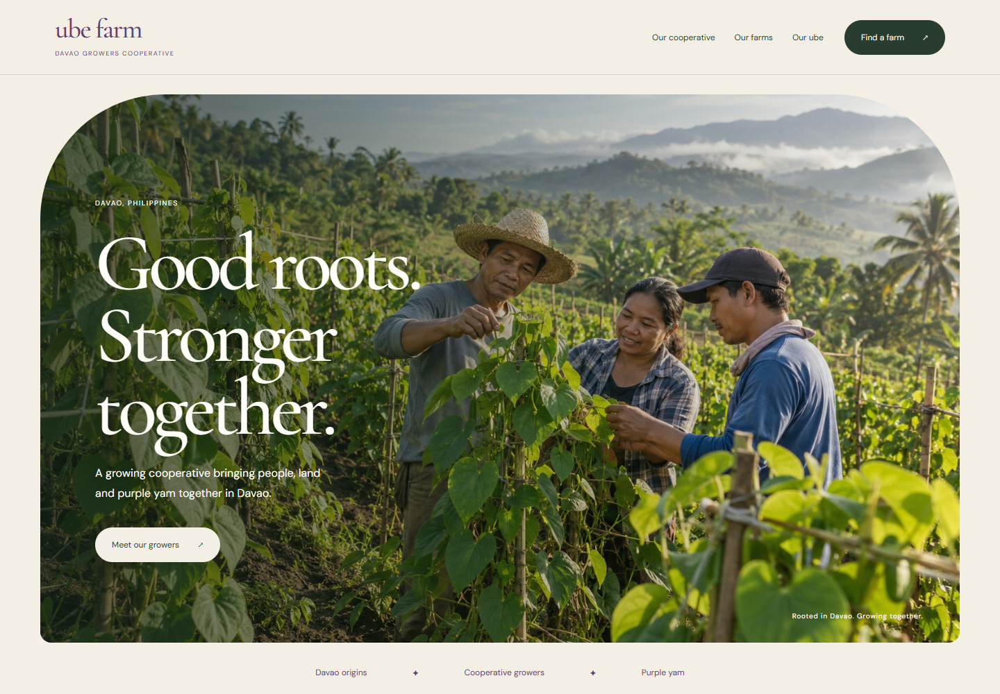 ube farm
DAVAO GROWERS COOPERATIVE
Our cooperative
Our farms
Our ube
Find a farm ↗
DAVAO, PHILIPPINES
Good roots.
Stronger
together.
A growing cooperative bringing people, land
and purple yam together in Davao.
Meet our growers ↗
Rooted in Davao. Growing together.
Davao origins ✦ Cooperative growers ✦ Purple yam